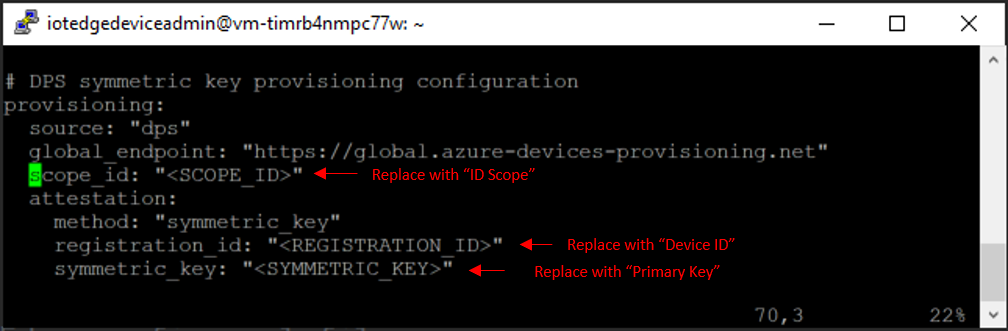 iotedgedeviceadmin@vm-timrb4nmpc77w: ~
# DPS symmetric key provisioning configuration
provisioning:
source: "dps"
global_endpoint: "https://global.azure-devices-provisioning.net"
scope_id: "<SCOPE_ID>" Replace with “ID Scope”
attestation:
method: "symmetric_key"
registration_id: "<REGISTRATION_ID>" Replace with “Device ID”
symmetric_key: "<SYMMETRIC_KEY>" Replace with “Primary Key”
70,3 22%